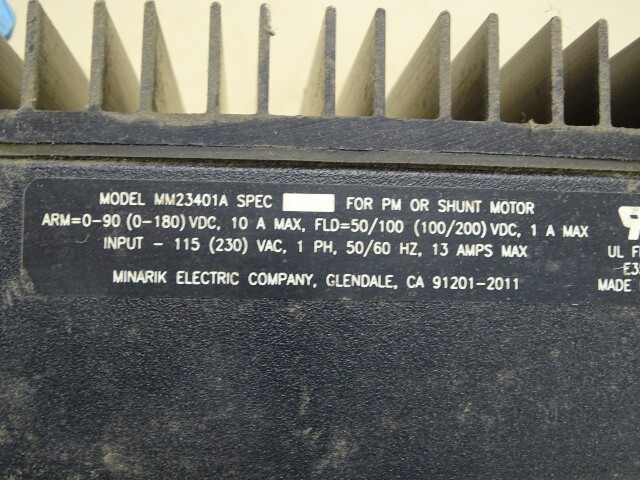 MODEL MM23401A SPEC FOR PM OR SHUNT MOTOR
ARM=0-90 (0-180) VDC, 10 A MAX, FLD=50/100 (100/200) VDC, 1 A MAX
INPUT - 115 (230) VAC, 1 PH, 50/60 HZ, 13 AMPS MAX
MINARIK ELECTRIC COMPANY, GLENDALE, CA 91201-2011
UL
MADE